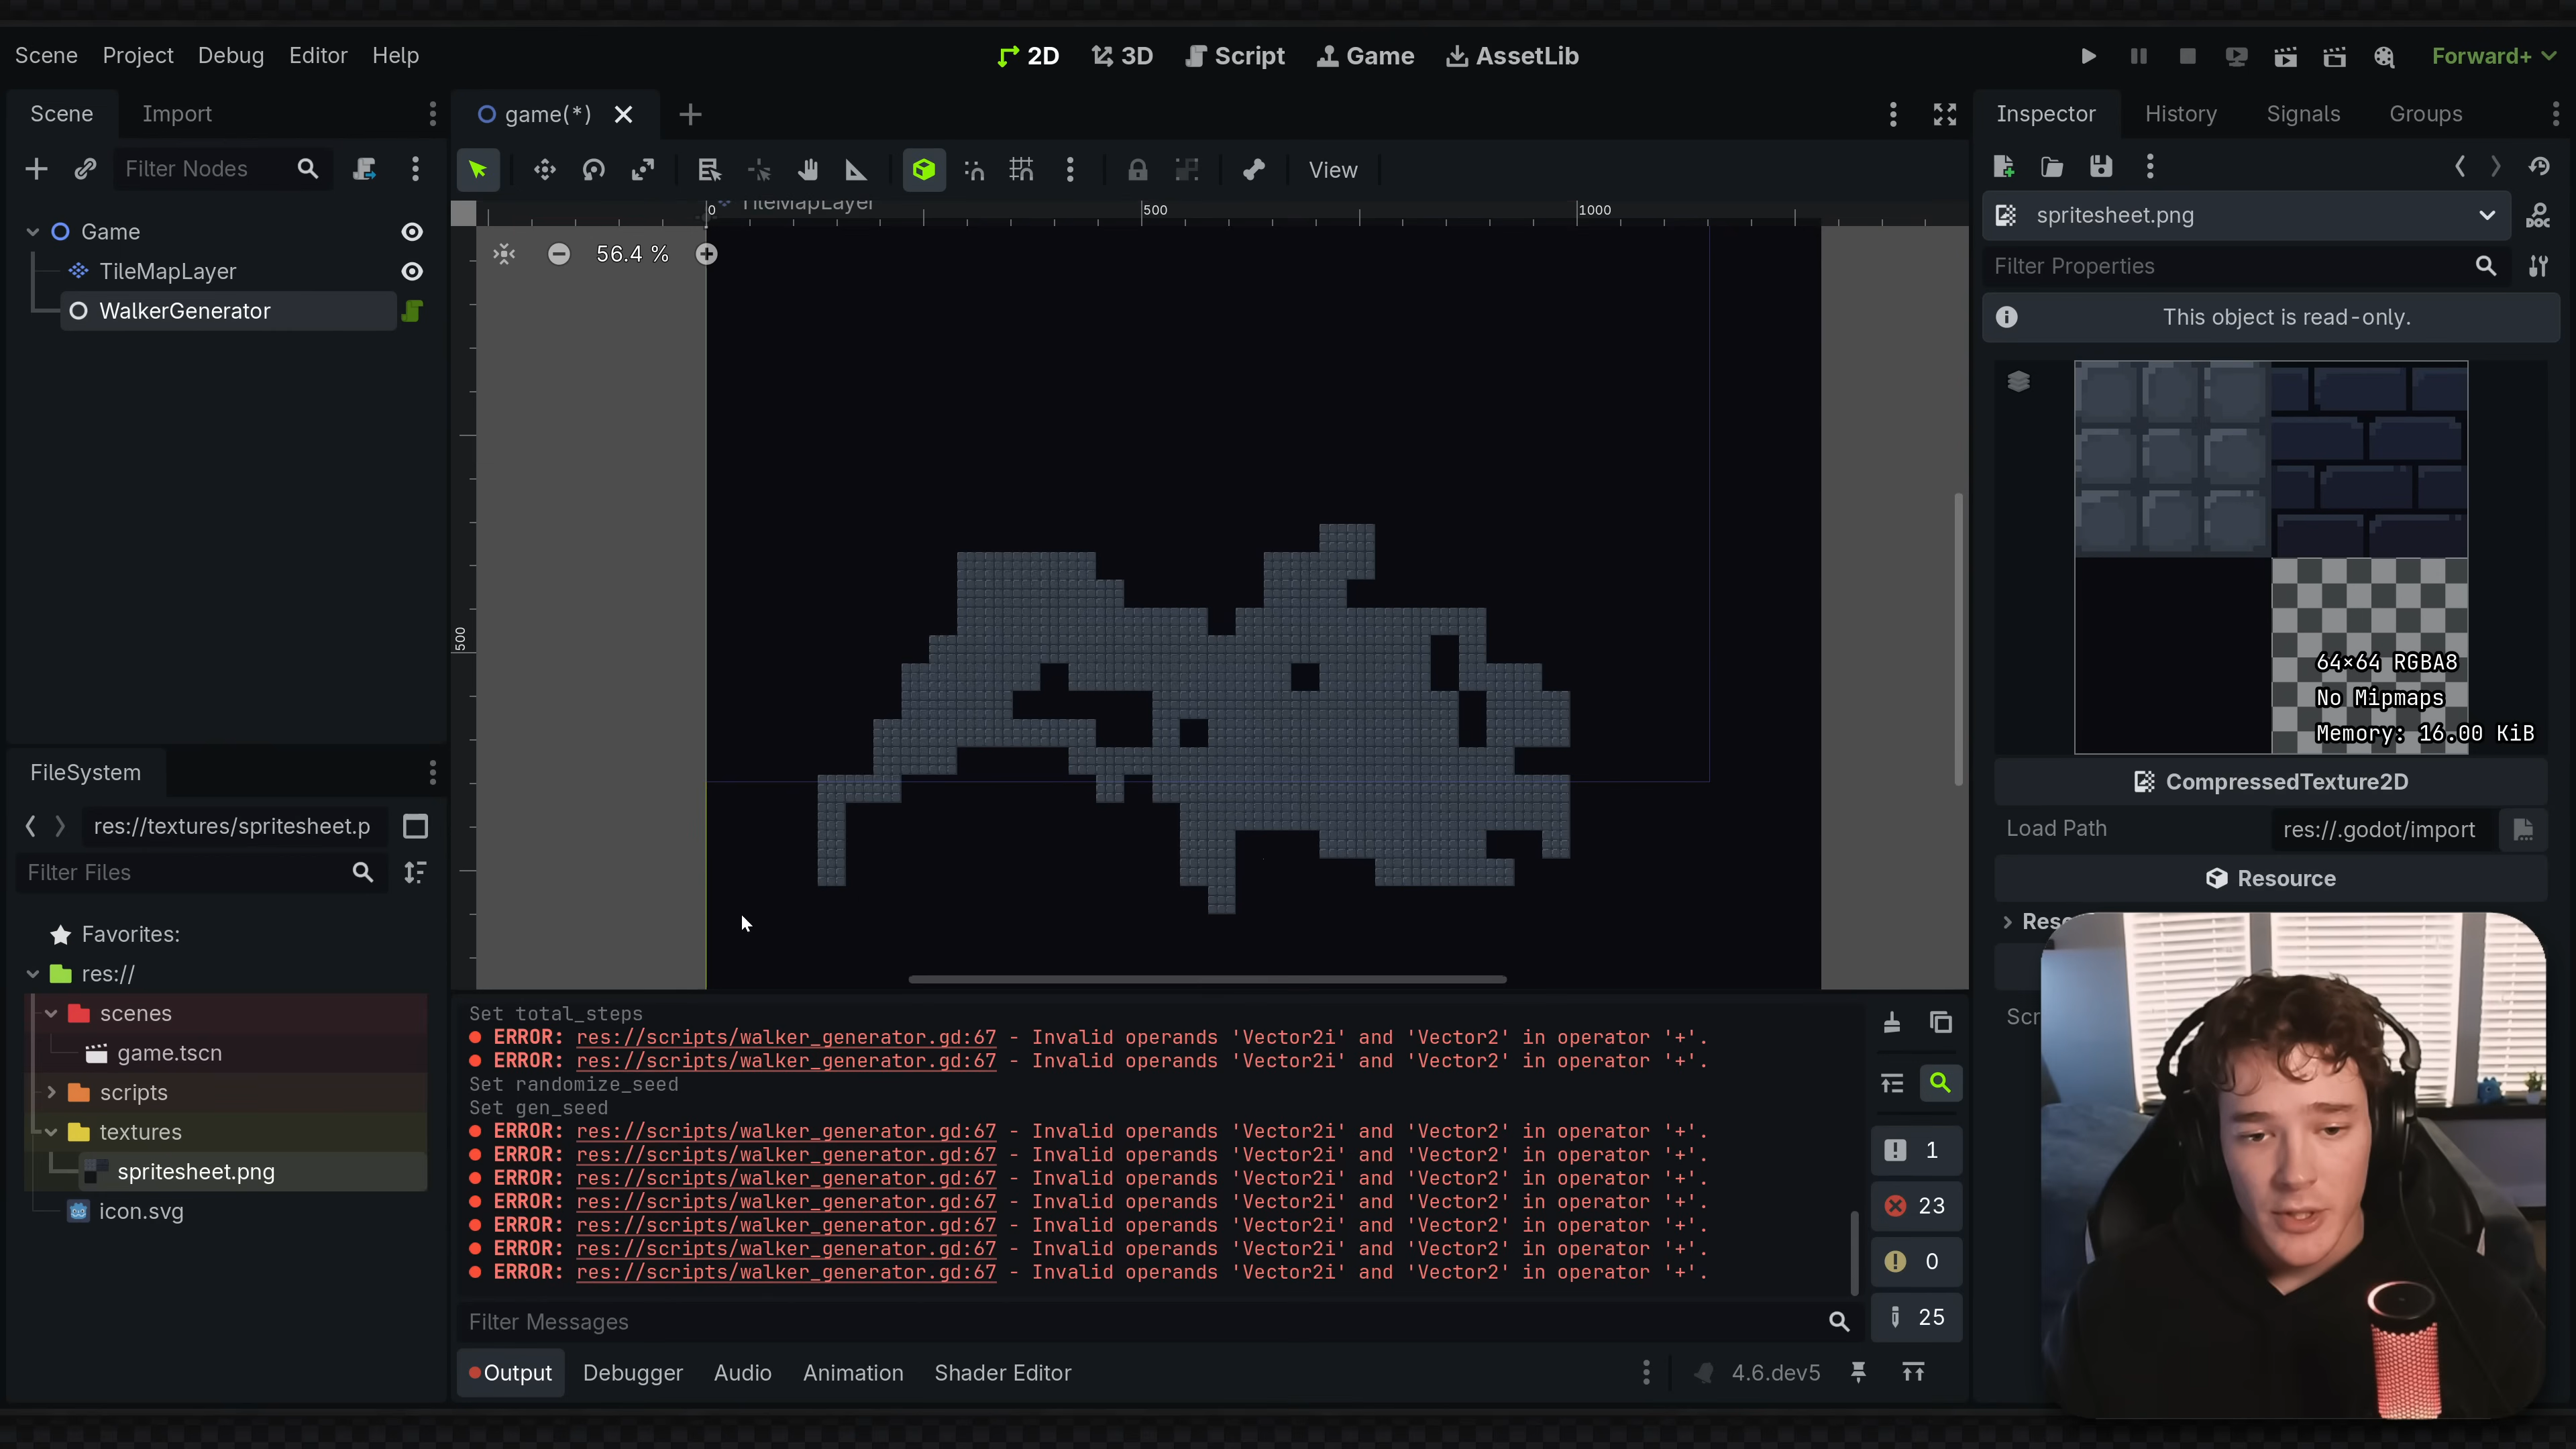 Scene Project Debug Editor Help
2D 3D Script Game AssetLib
Forward+
Scene Import
game(*)
Inspector History Signals Groups
Filter Nodes
View
Game
TileMapLayer
WalkerGenerator
TileMapLayer
0 500 1000
56.4 %
500
spritesheet.png
DOC
Filter Properties
This object is read-only.
64×64 RGBA8
No Mipmaps
Memory: 16.00 KiB
CompressedTexture2D
Load Path res://.godot/import
Resource
Reso
Scr
FileSystem
res://textures/spritesheet.p
Filter Files
Favorites:
res://
scenes
game.tscn
scripts
textures
spritesheet.png
icon.svg
Set total_steps
ERROR: res://scripts/walker_generator.gd:67 - Invalid operands 'Vector2i' and 'Vector2' in operator '+'.
ERROR: res://scripts/walker_generator.gd:67 - Invalid operands 'Vector2i' and 'Vector2' in operator '+'.
Set randomize_seed
Set gen_seed
ERROR: res://scripts/walker_generator.gd:67 - Invalid operands 'Vector2i' and 'Vector2' in operator '+'.
ERROR: res://scripts/walker_generator.gd:67 - Invalid operands 'Vector2i' and 'Vector2' in operator '+'.
ERROR: res://scripts/walker_generator.gd:67 - Invalid operands 'Vector2i' and 'Vector2' in operator '+'.
ERROR: res://scripts/walker_generator.gd:67 - Invalid operands 'Vector2i' and 'Vector2' in operator '+'.
ERROR: res://scripts/walker_generator.gd:67 - Invalid operands 'Vector2i' and 'Vector2' in operator '+'.
ERROR: res://scripts/walker_generator.gd:67 - Invalid operands 'Vector2i' and 'Vector2' in operator '+'.
ERROR: res://scripts/walker_generator.gd:67 - Invalid operands 'Vector2i' and 'Vector2' in operator '+'.
1
23
0
25
Filter Messages
Output Debugger Audio Animation Shader Editor
4.6.dev5